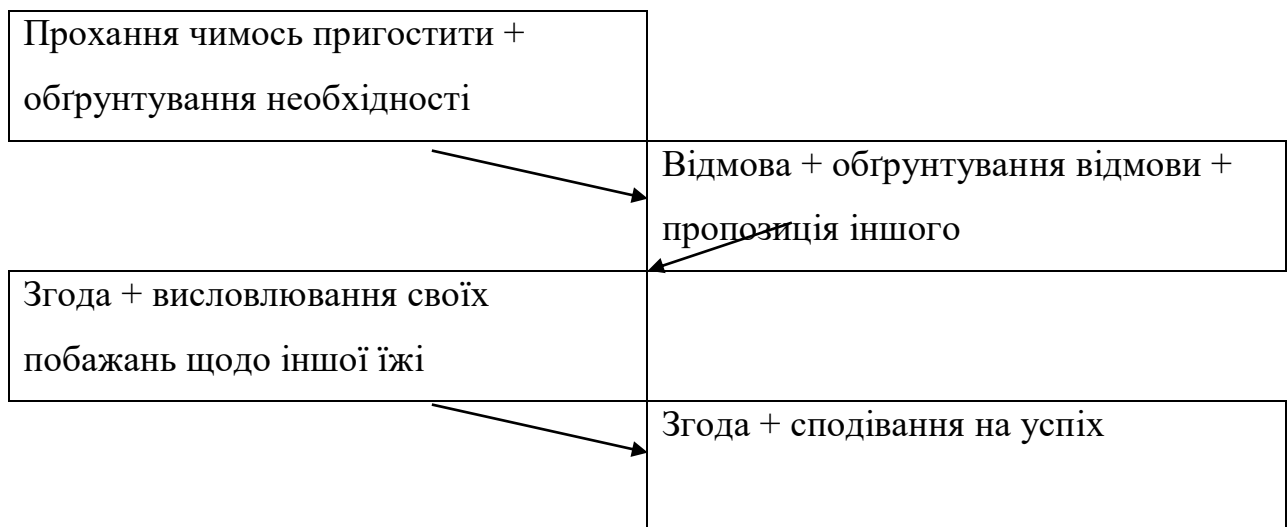 Прохання чимось пригостити +
обґрунтування необхідності
Відмова + обґрунтування відмови +
пропозиція іншого
Згода + висловлювання своїх
побажань щодо іншої їжі
Згода + сподівання на успіх